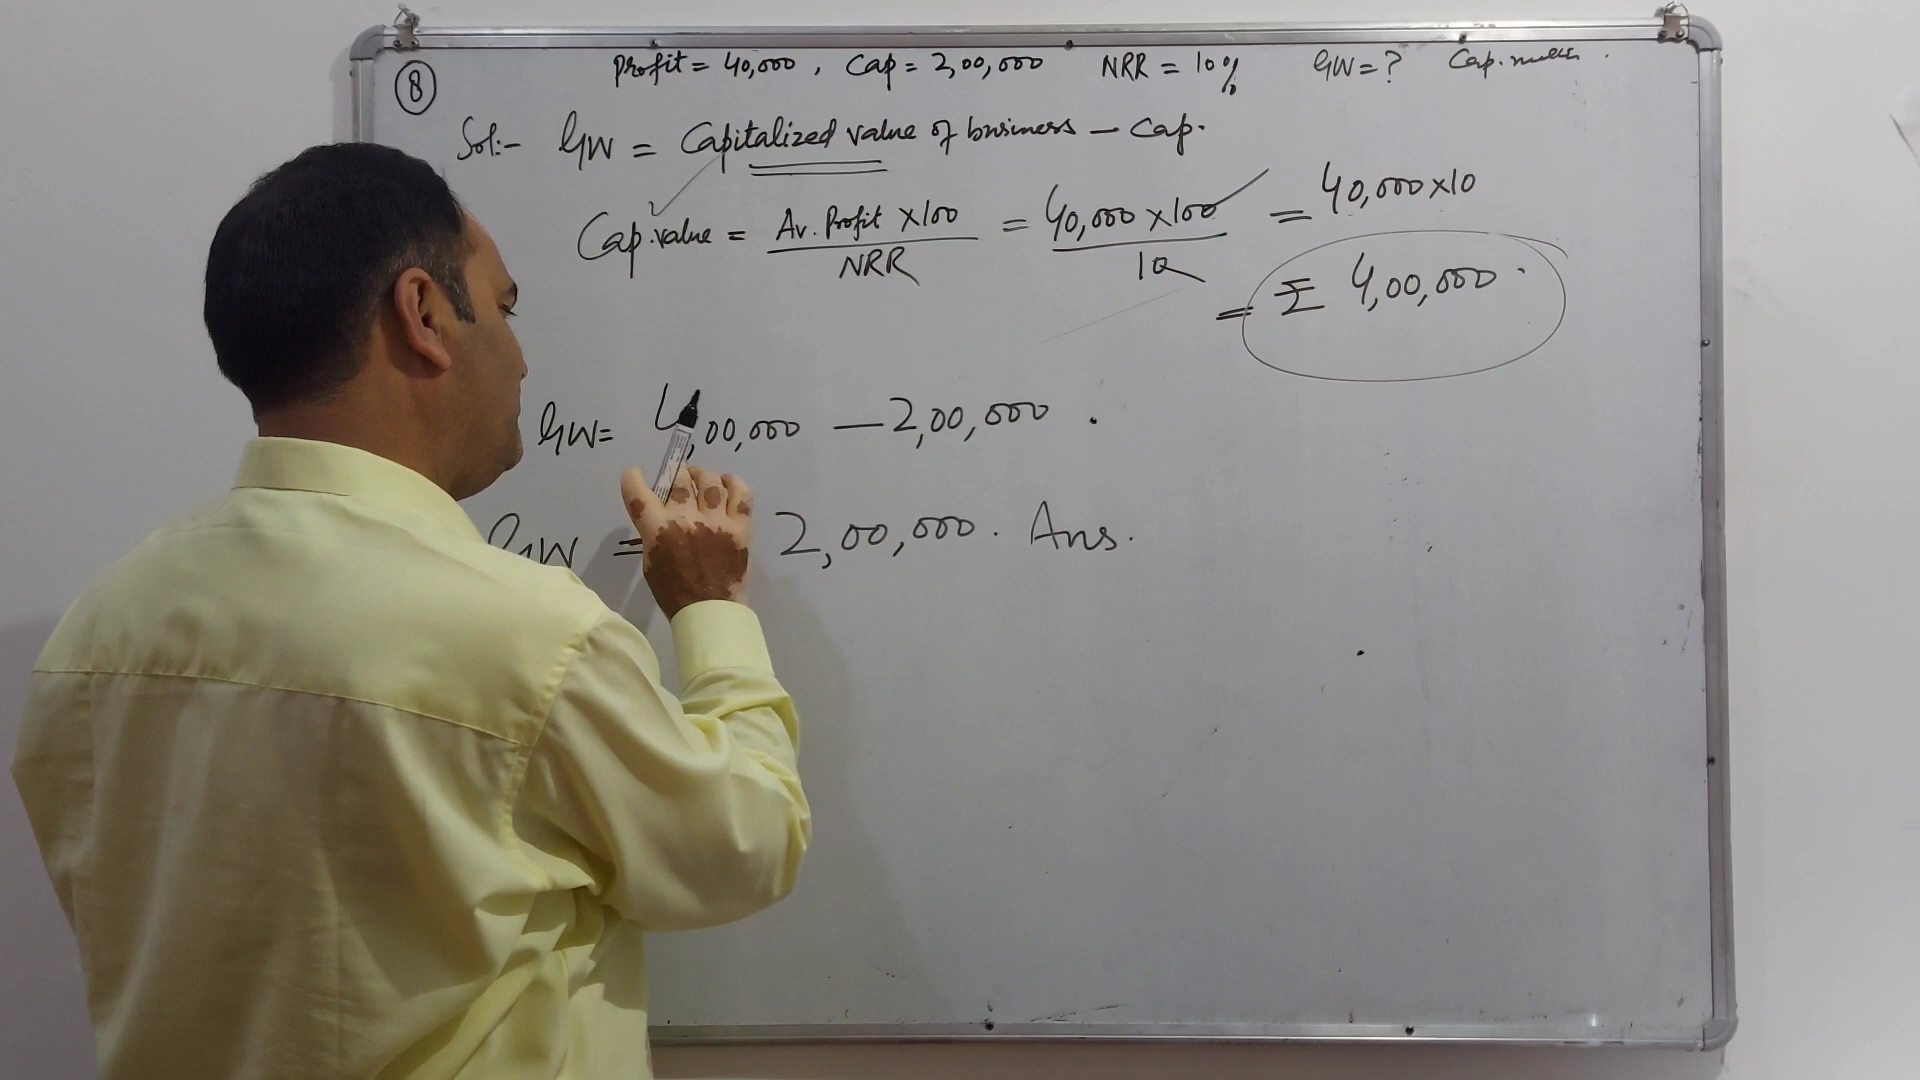 8 Profit = 40,000, Cap = 2,00,000 NRR = 10% GW = ? Cap.
Sol:- GW = Capitalized value of business - Cap.
Cap. value = Av. Profit ×100 / NRR = 40,000 ×100 / 10 = 40,000×10
= ₹ 4,00,000.
GW = 4,00,000 - 2,00,000.
GW = 2,00,000. Ans.